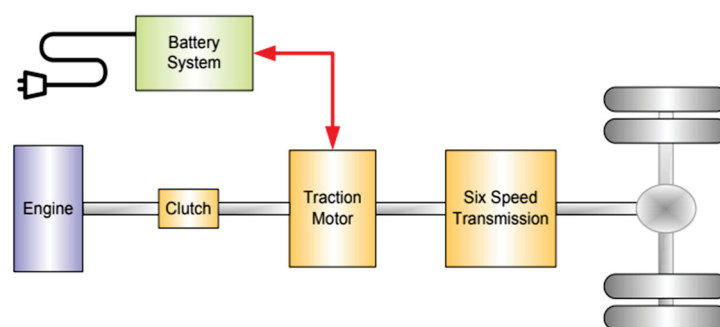 Battery
System
Engine
Clutch
Traction
Motor
Six Speed
Transmission